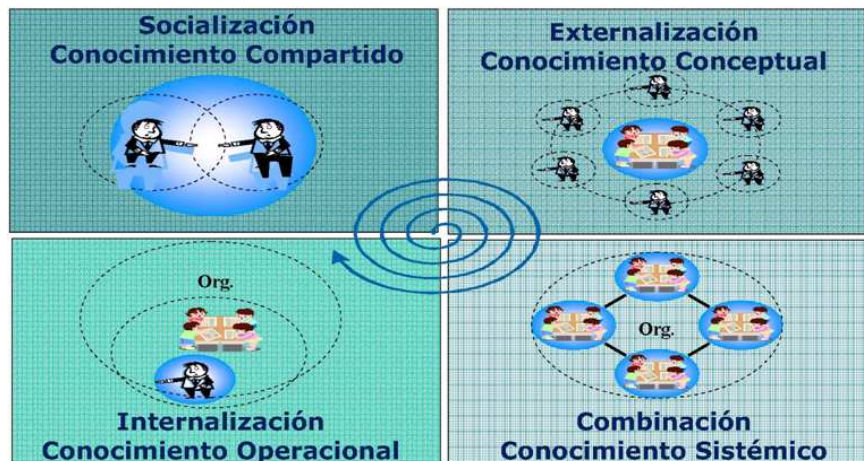 Socialización
Conocimiento Compartido
Externalización
Conocimiento Conceptual
Org.
Internalización
Conocimiento Operacional
Org.
Combinación
Conocimiento Sistémico